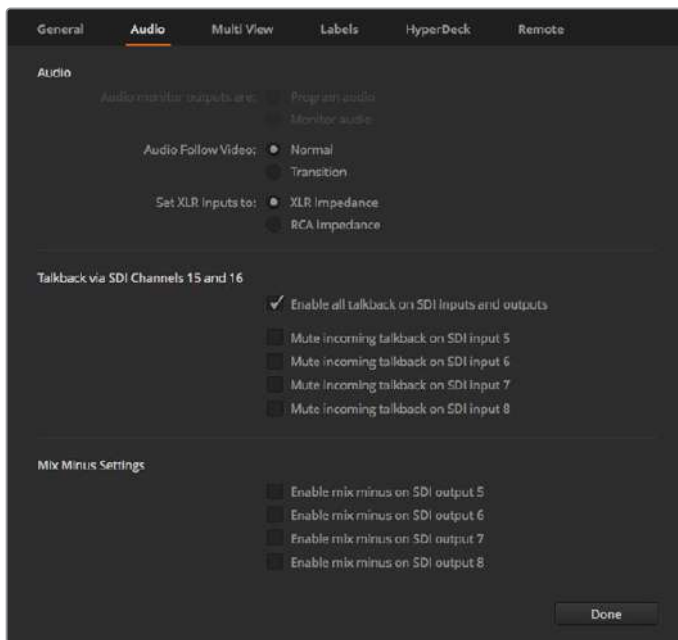 General Audio Multi View Labels HyperDeck Remote
Audio
Audio monitor outputs are: Program audio
Monitor audio
Audio Follow Video: Normal
Transition
Set XLR Inputs to: XLR Impedance
RCA Impedance
Talkback via SDI Channels 15 and 16
Enable all talkback on SDI inputs and outputs
Mute incoming talkback on SDI input 5
Mute incoming talkback on SDI input 6
Mute incoming talkback on SDI input 7
Mute incoming talkback on SDI input 8
Mix Minus Settings
Enable mix minus on SDI output 5
Enable mix minus on SDI output 6
Enable mix minus on SDI output 7
Enable mix minus on SDI output 8
Done